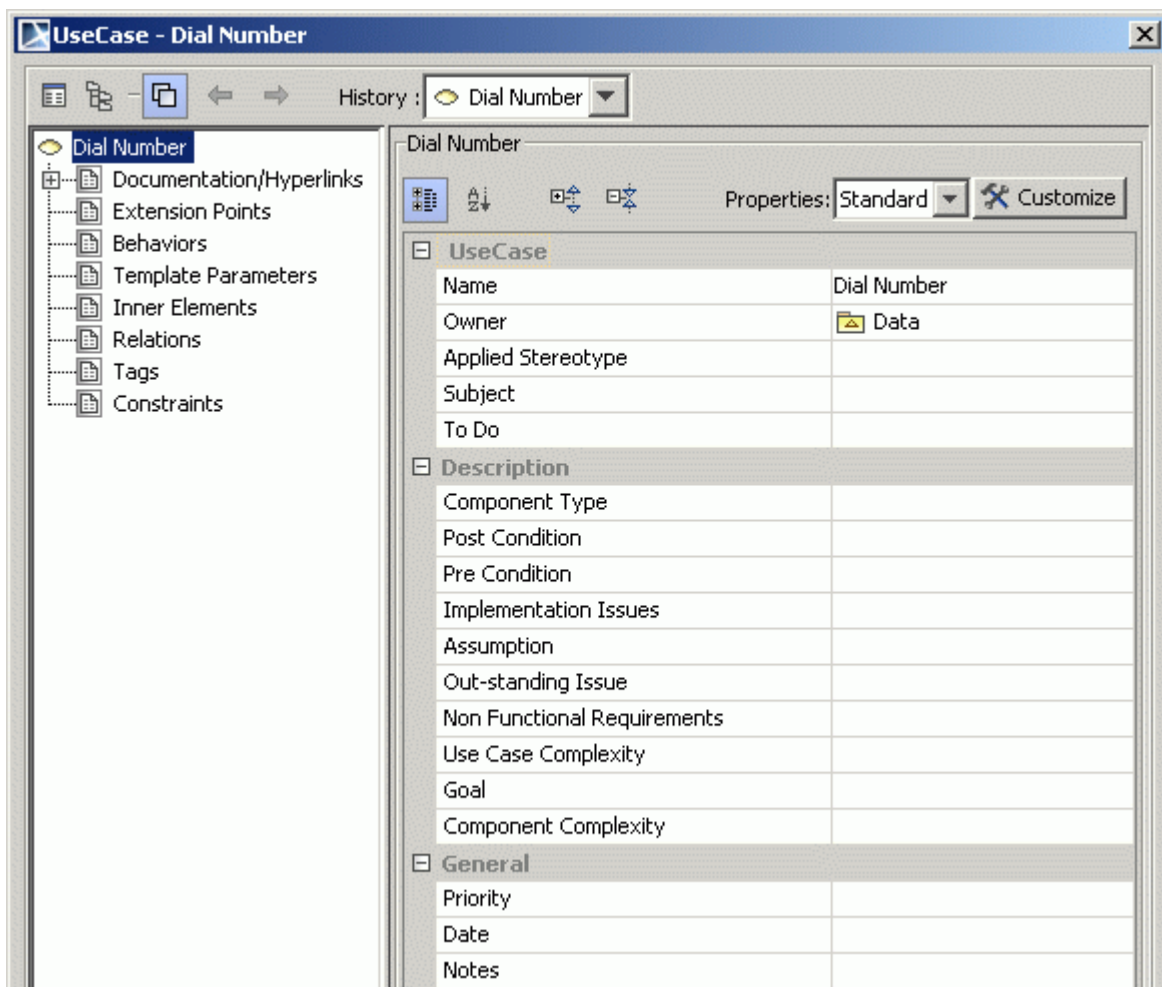 UseCase - Dial Number
History : Dial Number
Dial Number
Documentation/Hyperlinks
Extension Points
Behaviors
Template Parameters
Inner Elements
Relations
Tags
Constraints
Dial Number
Properties: Standard Customize
UseCase
Name Dial Number
Owner Data
Applied Stereotype
Subject
To Do
Description
Component Type
Post Condition
Pre Condition
Implementation Issues
Assumption
Out-standing Issue
Non Functional Requirements
Use Case Complexity
Goal
Component Complexity
General
Priority
Date
Notes